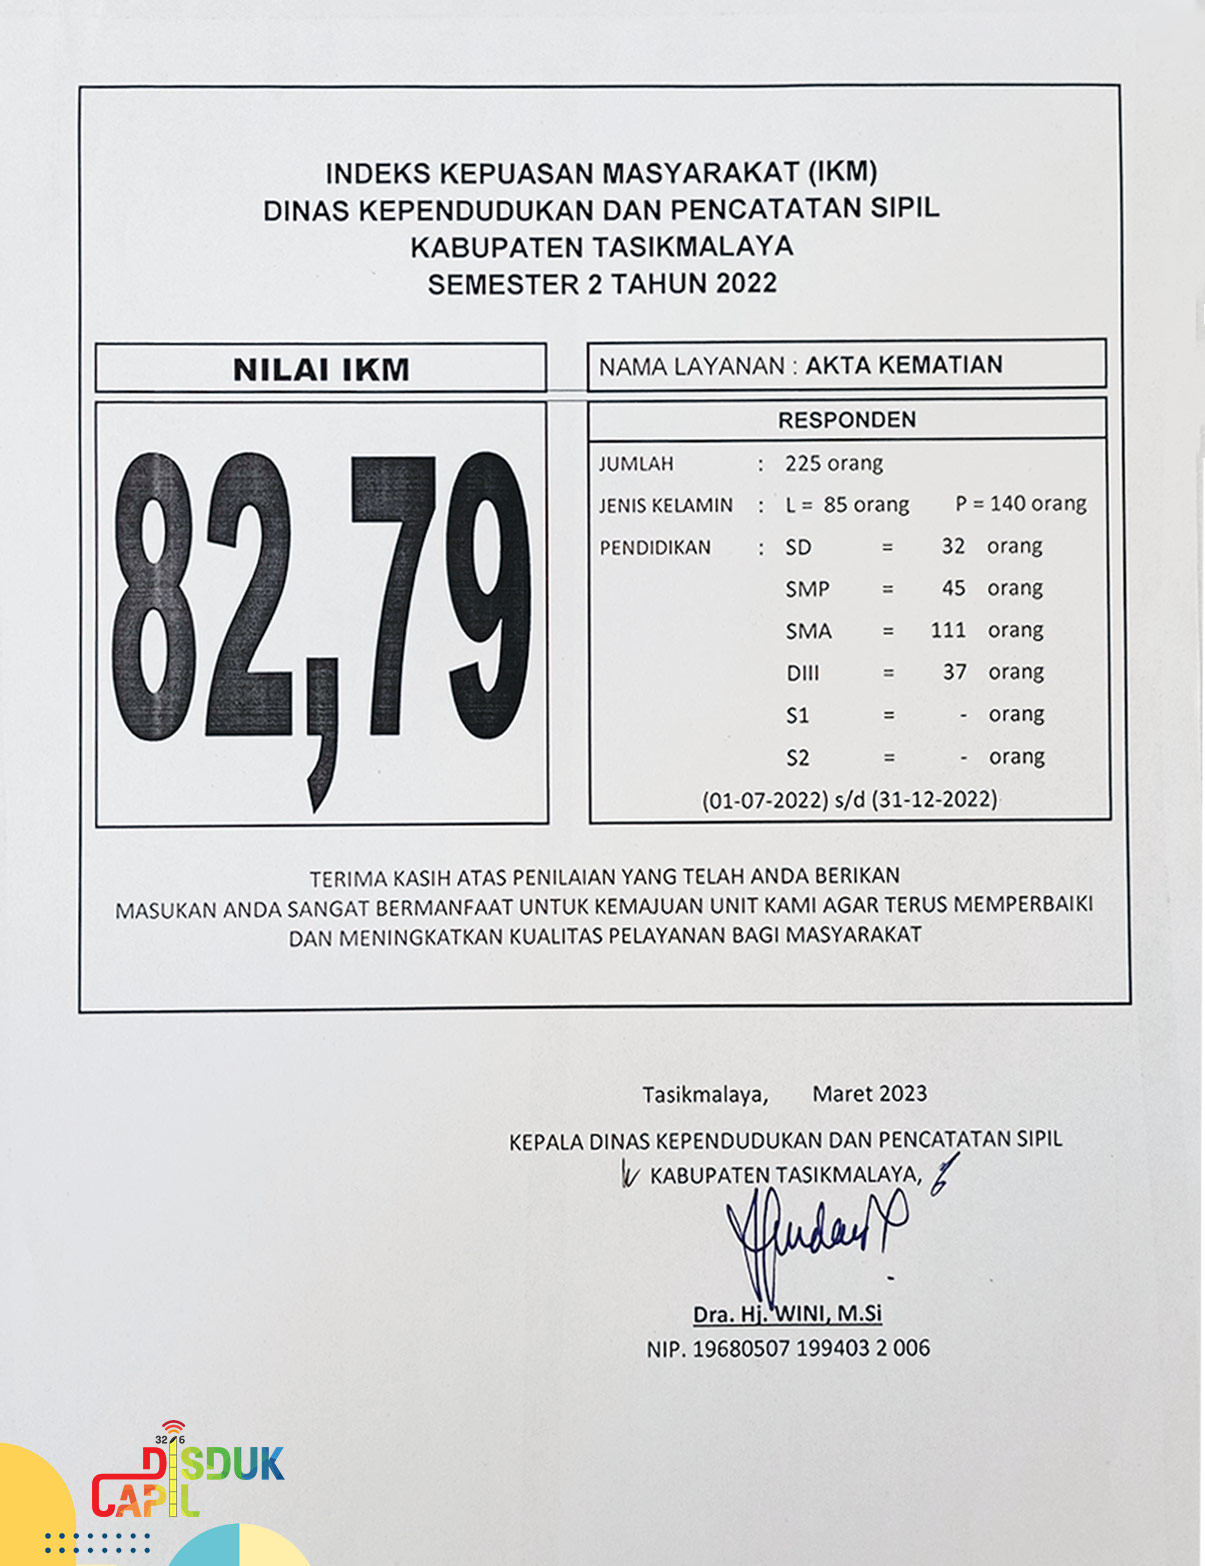 INDEKS KEPUASAN MASYARAKAT (IKM)
DINAS KEPENDUDUKAN DAN PENCATATAN SIPIL
KABUPATEN TASIKMALAYA
SEMESTER 2 TAHUN 2022
NILAI IKM
82,79
NAMA LAYANAN : AKTA KEMATIAN
RESPONDEN
JUMLAH : 225 orang
JENIS KELAMIN : L = 85 orang P = 140 orang
PENDIDIKAN : SD = 32 orang
SMP = 45 orang
SMA = 111 orang
DIII = 37 orang
S1 = - orang
S2 = - orang
(01-07-2022) s/d (31-12-2022)
TERIMA KASIH ATAS PENILAIAN YANG TELAH ANDA BERIKAN
MASUKAN ANDA SANGAT BERMANFAAT UNTUK KEMAJUAN UNIT KAMI AGAR TERUS MEMPERBAIKI
DAN MENINGKATKAN KUALITAS PELAYANAN BAGI MASYARAKAT
Tasikmalaya, Maret 2023
KEPALA DINAS KEPENDUDUKAN DAN PENCATATAN SIPIL
KABUPATEN TASIKMALAYA,
Dra. Hj. WINI, M.Si
NIP. 19680507 199403 2 006
32 6
DISDUK
CAPIL